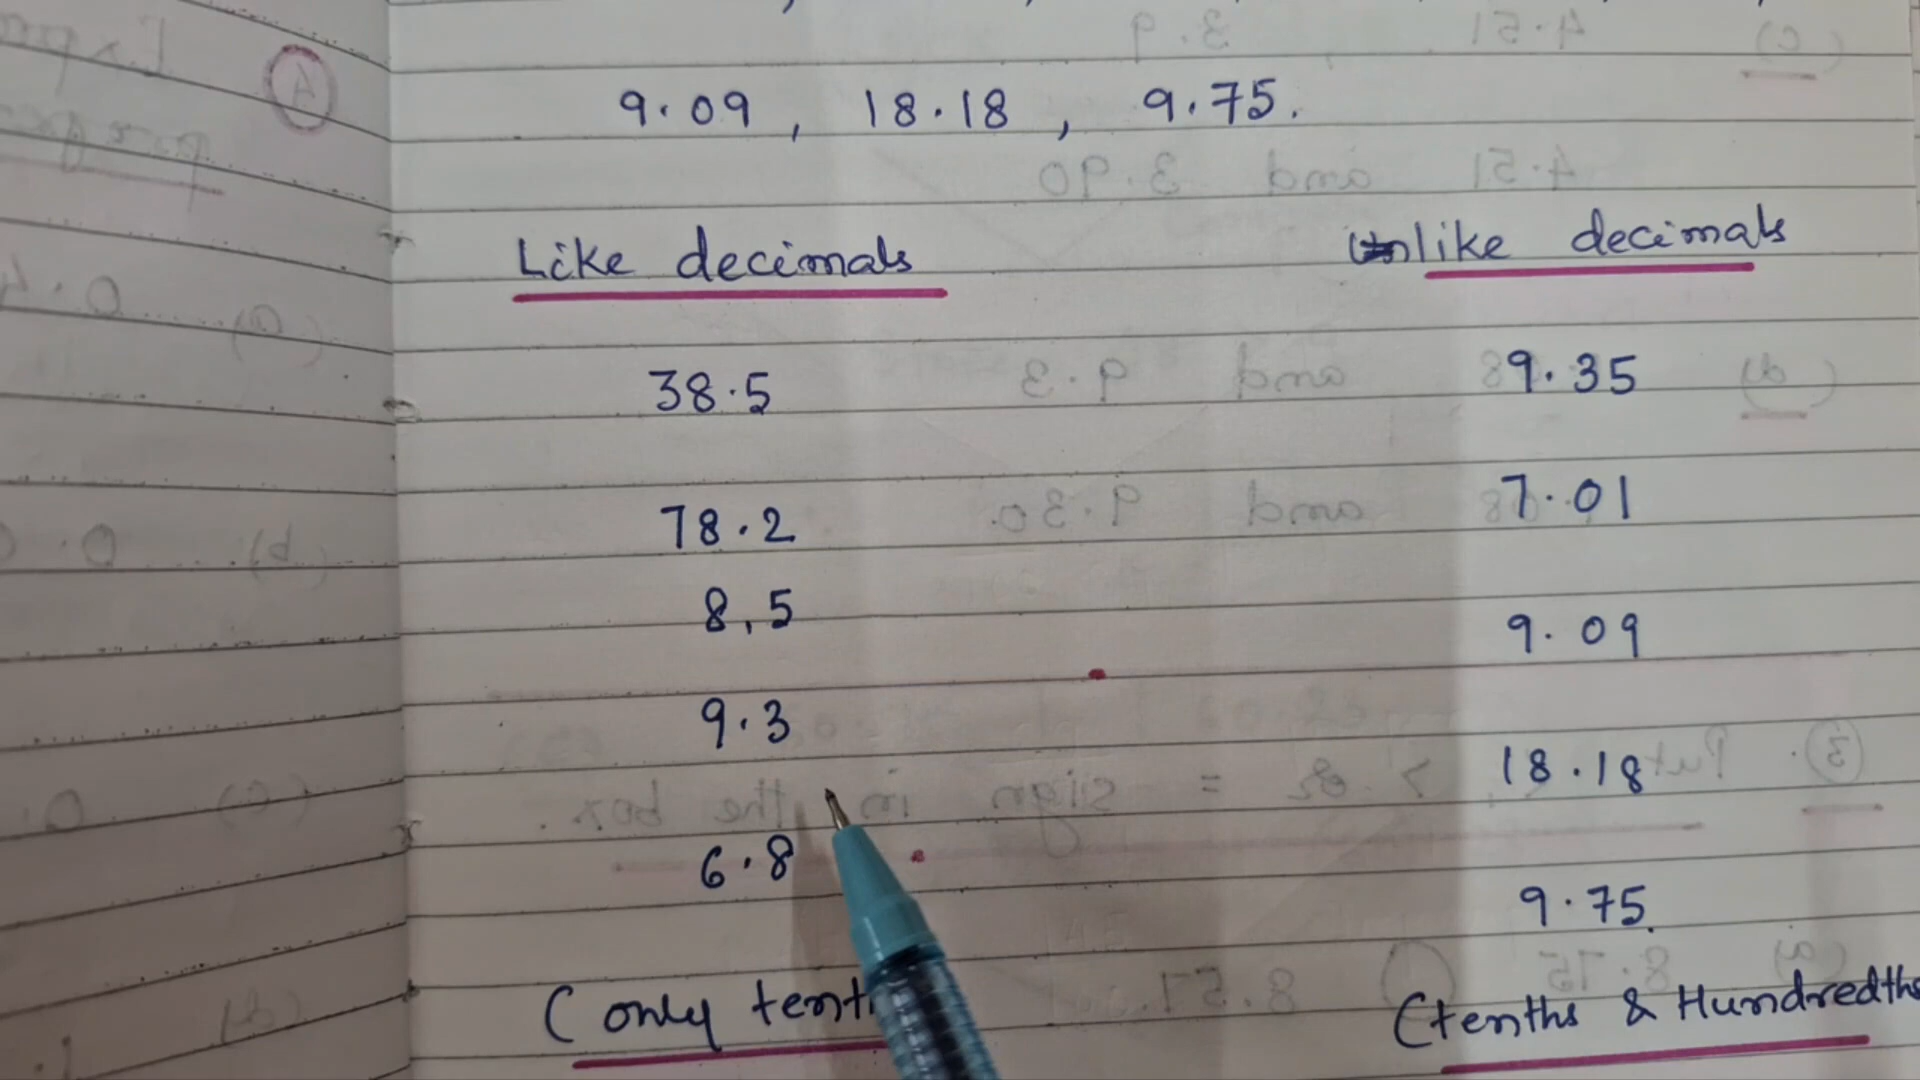 9.09 , 18.18 , 9.75.
Like decimals
Unlike decimals
38.5
9.35
78.2
7.01
8,5
9.09
9.3
18.18
6.8
9.75.
( only tent
(tenths & Hundredths